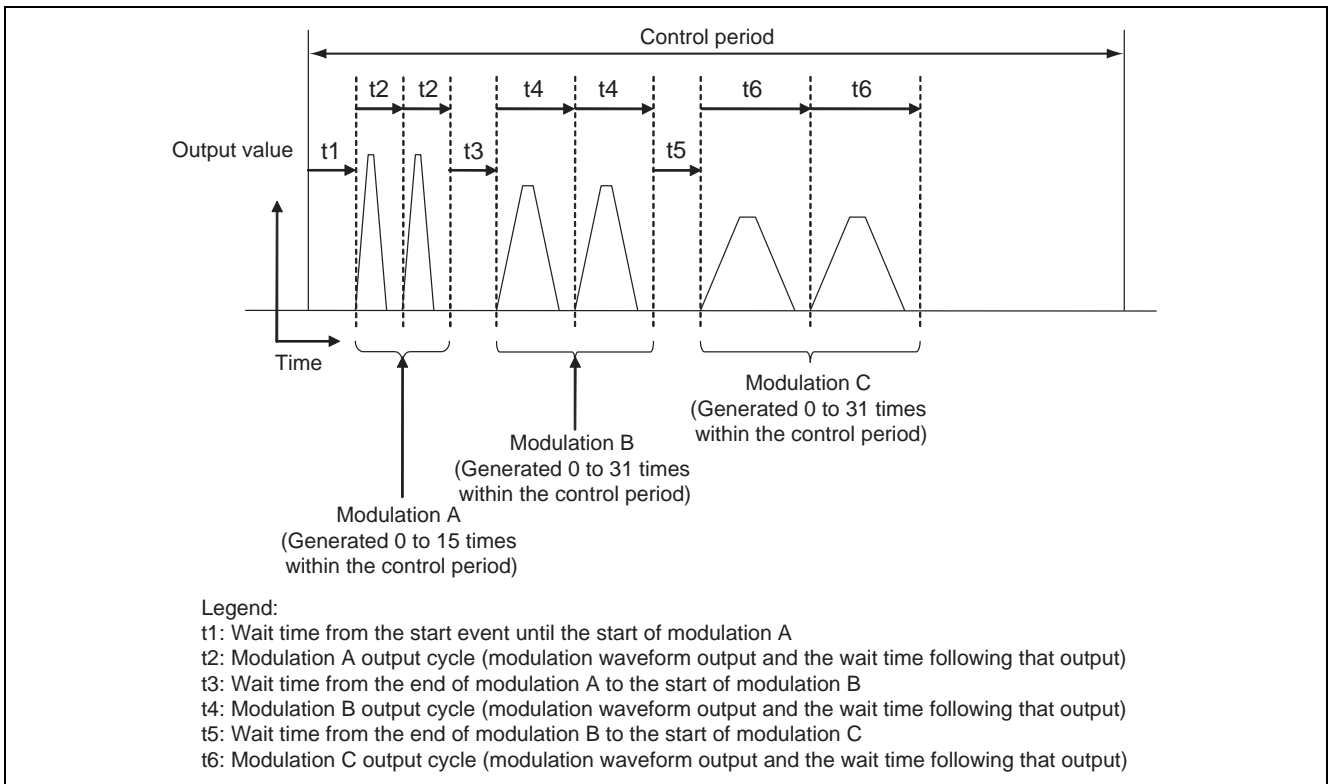 Control period
t2 t2 t4 t4 t6 t6
Output value t1 t3 t5
Time
Modulation C
(Generated 0 to 31 times
within the control period)
Modulation B
(Generated 0 to 31 times
within the control period)
Modulation A
(Generated 0 to 15 times
within the control period)
Legend:
t1: Wait time from the start event until the start of modulation A
t2: Modulation A output cycle (modulation waveform output and the wait time following that output)
t3: Wait time from the end of modulation A to the start of modulation B
t4: Modulation B output cycle (modulation waveform output and the wait time following that output)
t5: Wait time from the end of modulation B to the start of modulation C
t6: Modulation C output cycle (modulation waveform output and the wait time following that output)